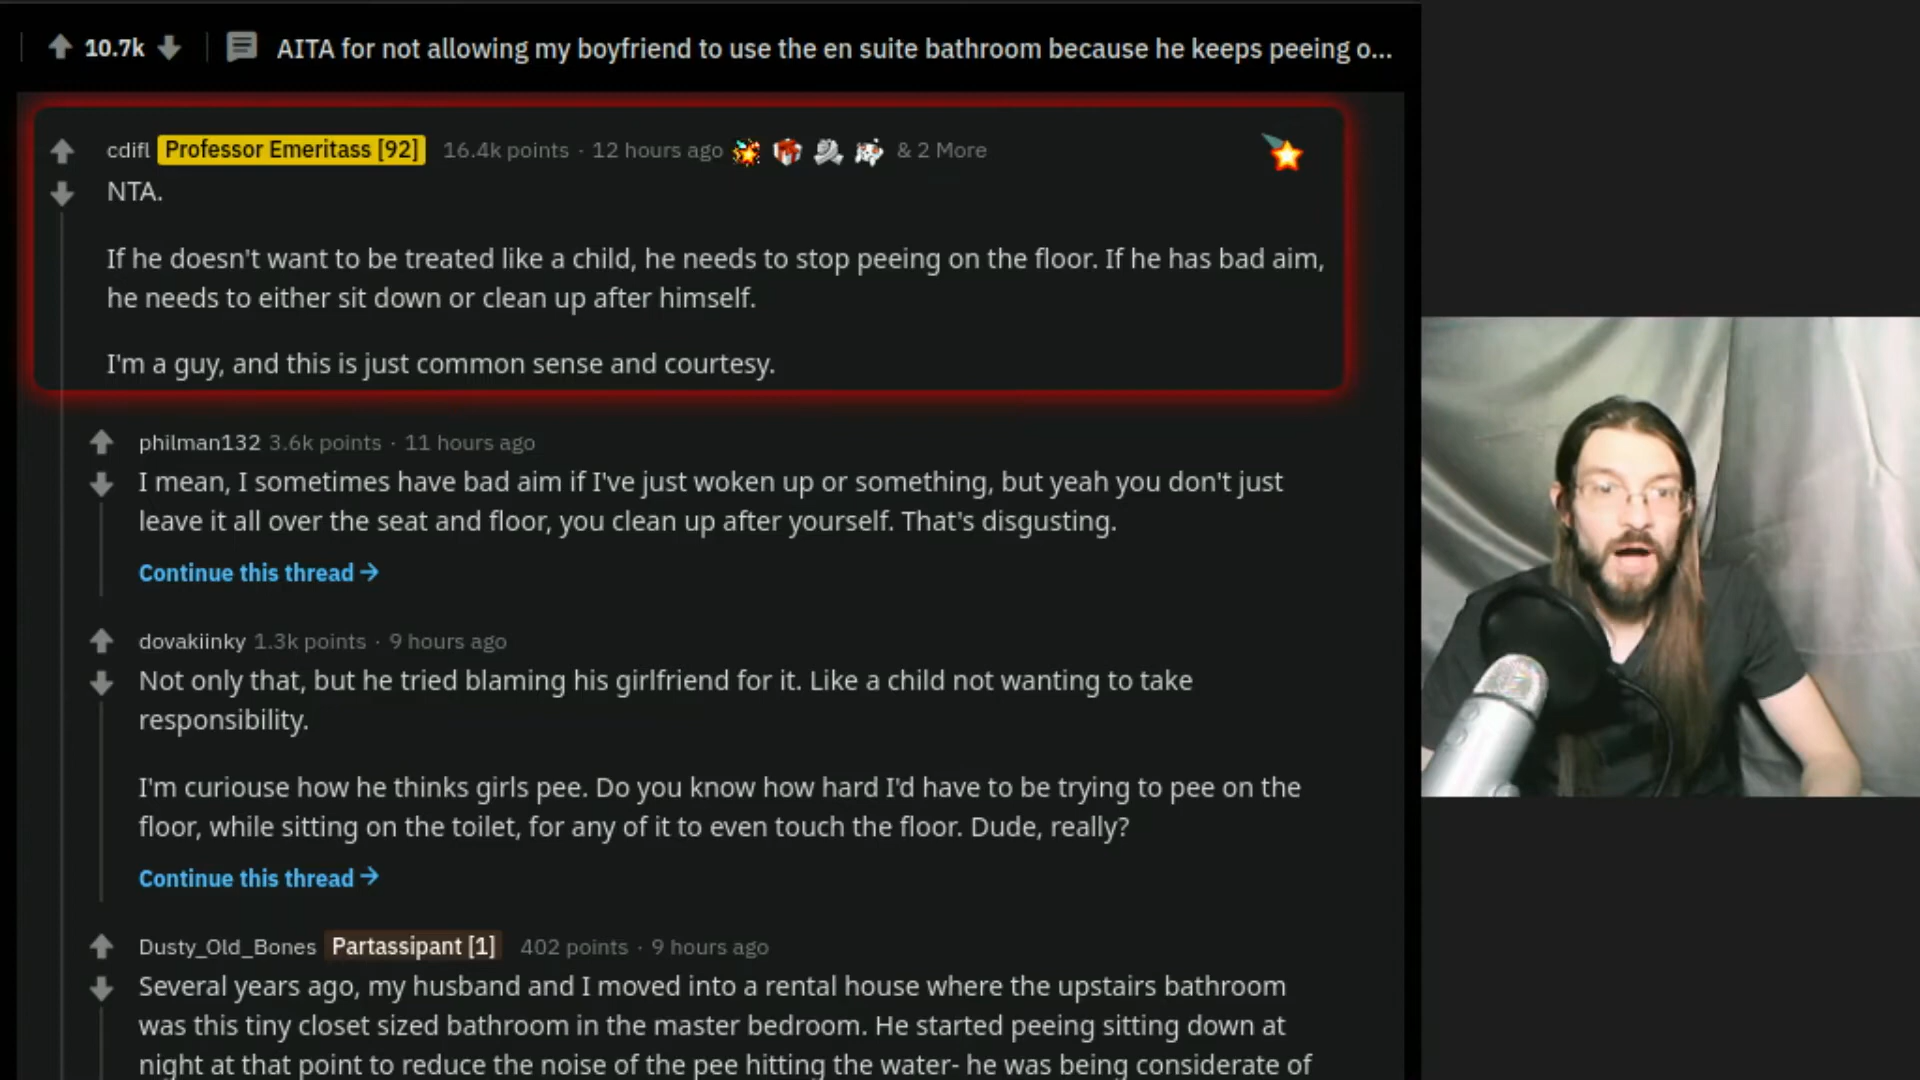 10.7k AITA for not allowing my boyfriend to use the en suite bathroom because he keeps peeing o...
cdifl Professor Emeritass [92] 16.4k points · 12 hours ago & 2 More
NTA.
If he doesn't want to be treated like a child, he needs to stop peeing on the floor. If he has bad aim,
he needs to either sit down or clean up after himself.
I'm a guy, and this is just common sense and courtesy.
philman132 3.6k points · 11 hours ago
I mean, I sometimes have bad aim if I've just woken up or something, but yeah you don't just
leave it all over the seat and floor, you clean up after yourself. That's disgusting.
Continue this thread →
dovakiinky 1.3k points · 9 hours ago
Not only that, but he tried blaming his girlfriend for it. Like a child not wanting to take
responsibility.
I'm curiouse how he thinks girls pee. Do you know how hard I'd have to be trying to pee on the
floor, while sitting on the toilet, for any of it to even touch the floor. Dude, really?
Continue this thread →
Dusty_Old_Bones Partassipant [1] 402 points · 9 hours ago
Several years ago, my husband and I moved into a rental house where the upstairs bathroom
was this tiny closet sized bathroom in the master bedroom. He started peeing sitting down at
night at that point to reduce the noise of the pee hitting the water- he was being considerate of